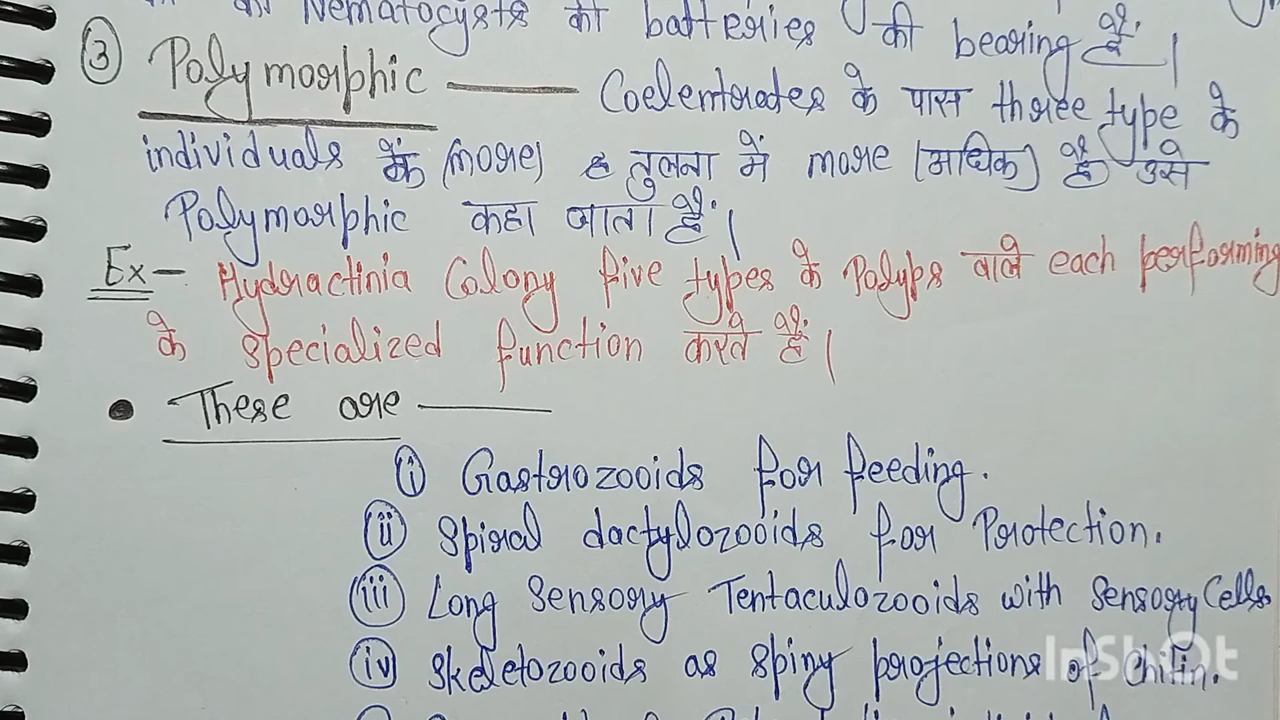 का Nematocysts की batteries की bearing हैं।
③ Polymorphic — Coelentrates के पास three type के
individuals के (more) तुलना में more (अधिक) है उसे
Polymorphic कहा जाता हैं।
Ex - Hydractinia Colony five types के Polyps वाले each performing
के specialized function करते हैं।
• These are —
(i) Gastrozooids for feeding.
(ii) Spiral dactylozooids for Protection.
(iii) Long Sensory Tentaculozooids with Sensory Cells.
(iv) Skeletozooids as spiny projections of chitin.
InShOt